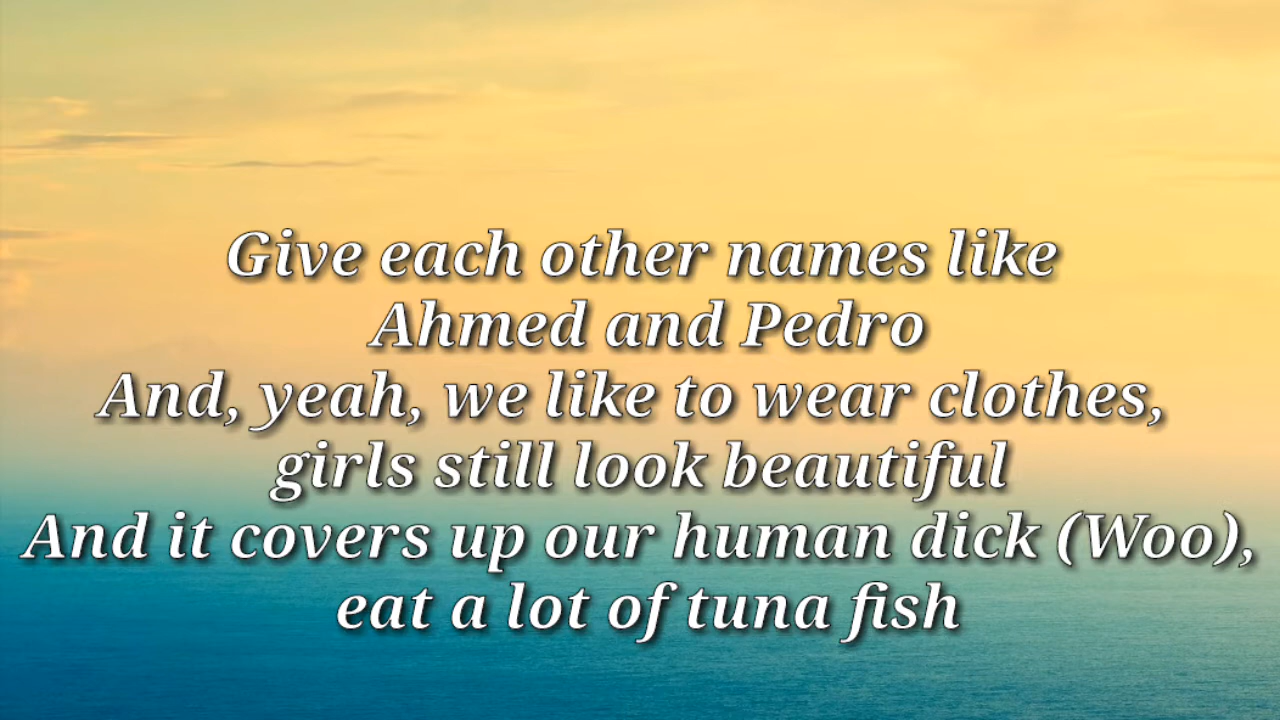 Give each other names like
Ahmed and Pedro
And, yeah, we like to wear clothes,
girls still look beautiful
And it covers up our human dick (Woo),
eat a lot of tuna fish